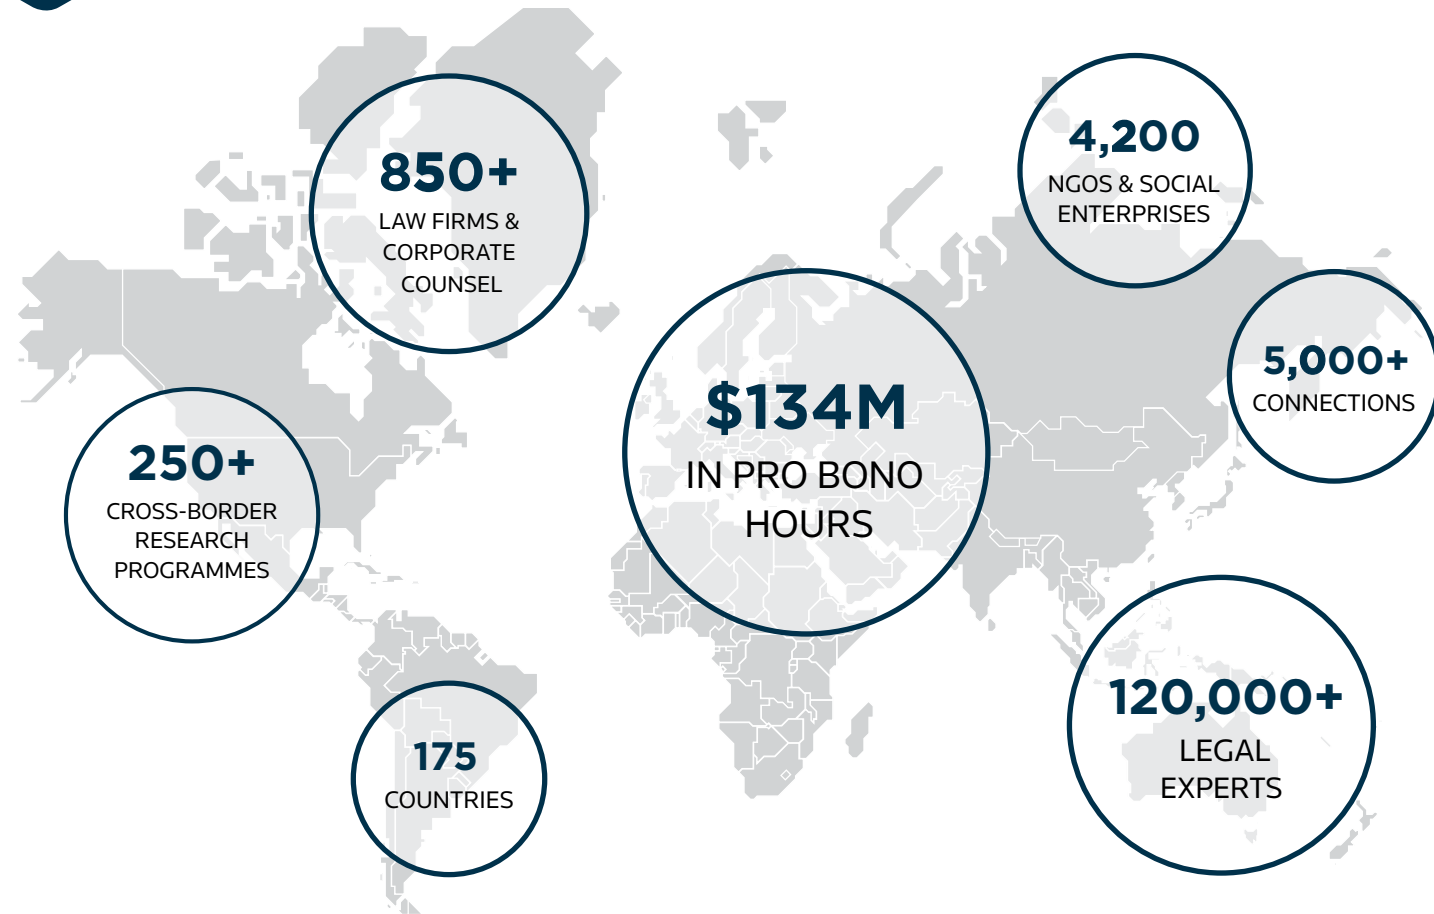 850+
LAW FIRMS &
CORPORATE
COUNSEL
4,200
NGOS & SOCIAL
ENTERPRISES
$134M
IN PRO BONO
HOURS
5,000+
CONNECTIONS
250+
CROSS-BORDER
RESEARCH
PROGRAMMES
175
COUNTRIES
120,000+
LEGAL
EXPERTS